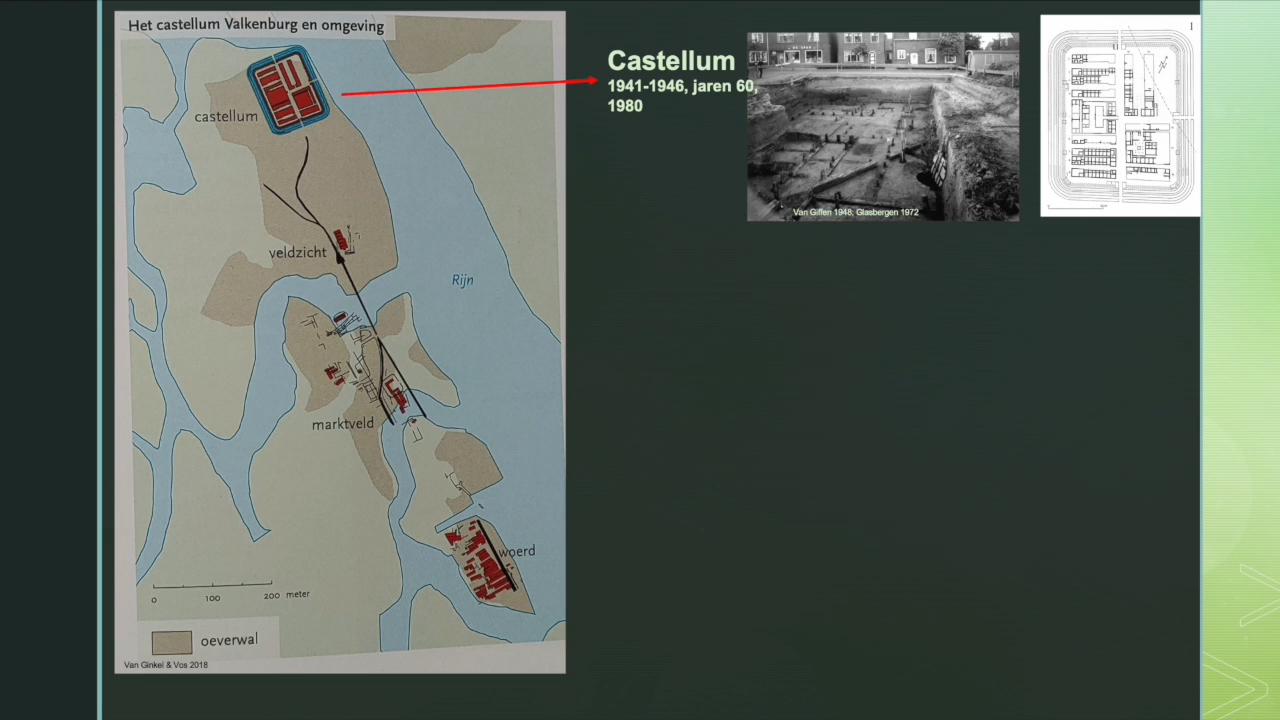 Het castellum Valkenburg en omgeving
castellum
veldzicht
Rijn
marktveld
woerd
0 100 200 meter
oeverwal
Van Ginkel & Vos 2018
Castellum
1941-1946, jaren 60,
1980
Van Giffen 1948; Glasbergen 1972
1